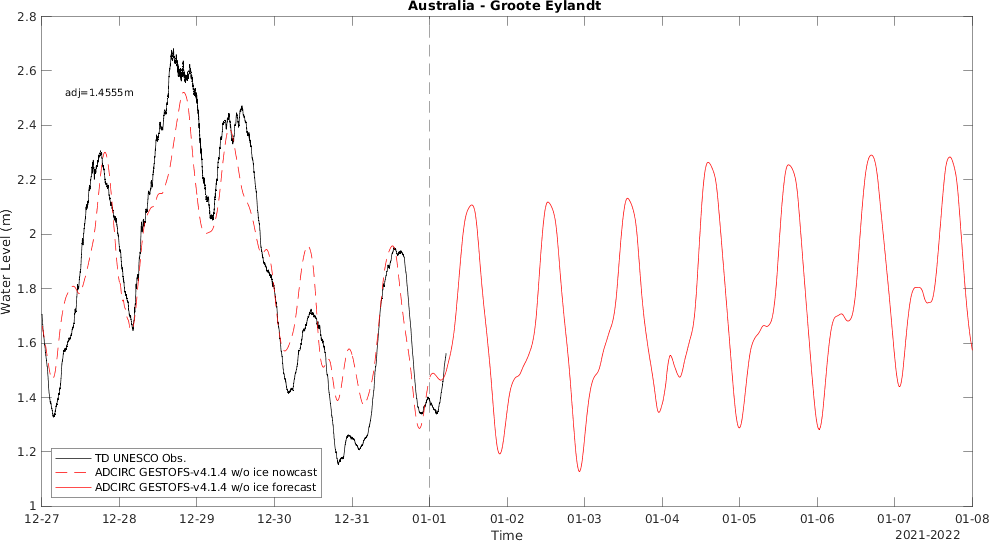 Australia - Groote Eylandt
2.8
2.6
2.4
2.2
2
1.8
1.6
1.4
1.2
1
Water Level (m)
adj=1.4555m
TD UNESCO Obs.
ADCIRC GESTOFS-v4.1.4 w/o ice nowcast
ADCIRC GESTOFS-v4.1.4 w/o ice forecast
12-27 12-28 12-29 12-30 12-31 01-01 01-02 01-03 01-04 01-05 01-06 01-07 01-08
Time
2021-2022